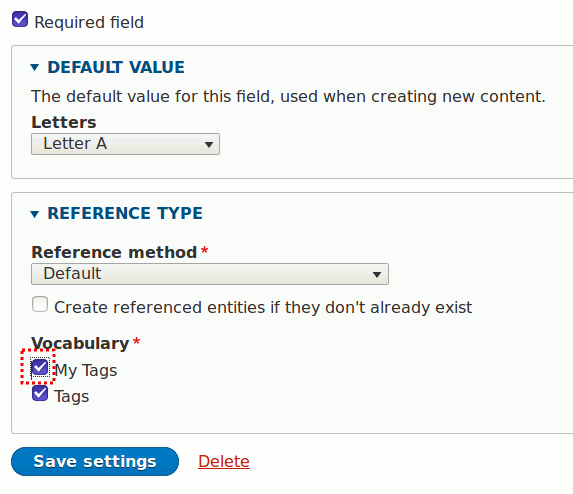 Required field
DEFAULT VALUE
The default value for this field, used when creating new content.
Letters
Letter A
REFERENCE TYPE
Reference method *
Default
Create referenced entities if they don't already exist
Vocabulary *
My Tags
Tags
Save settings Delete